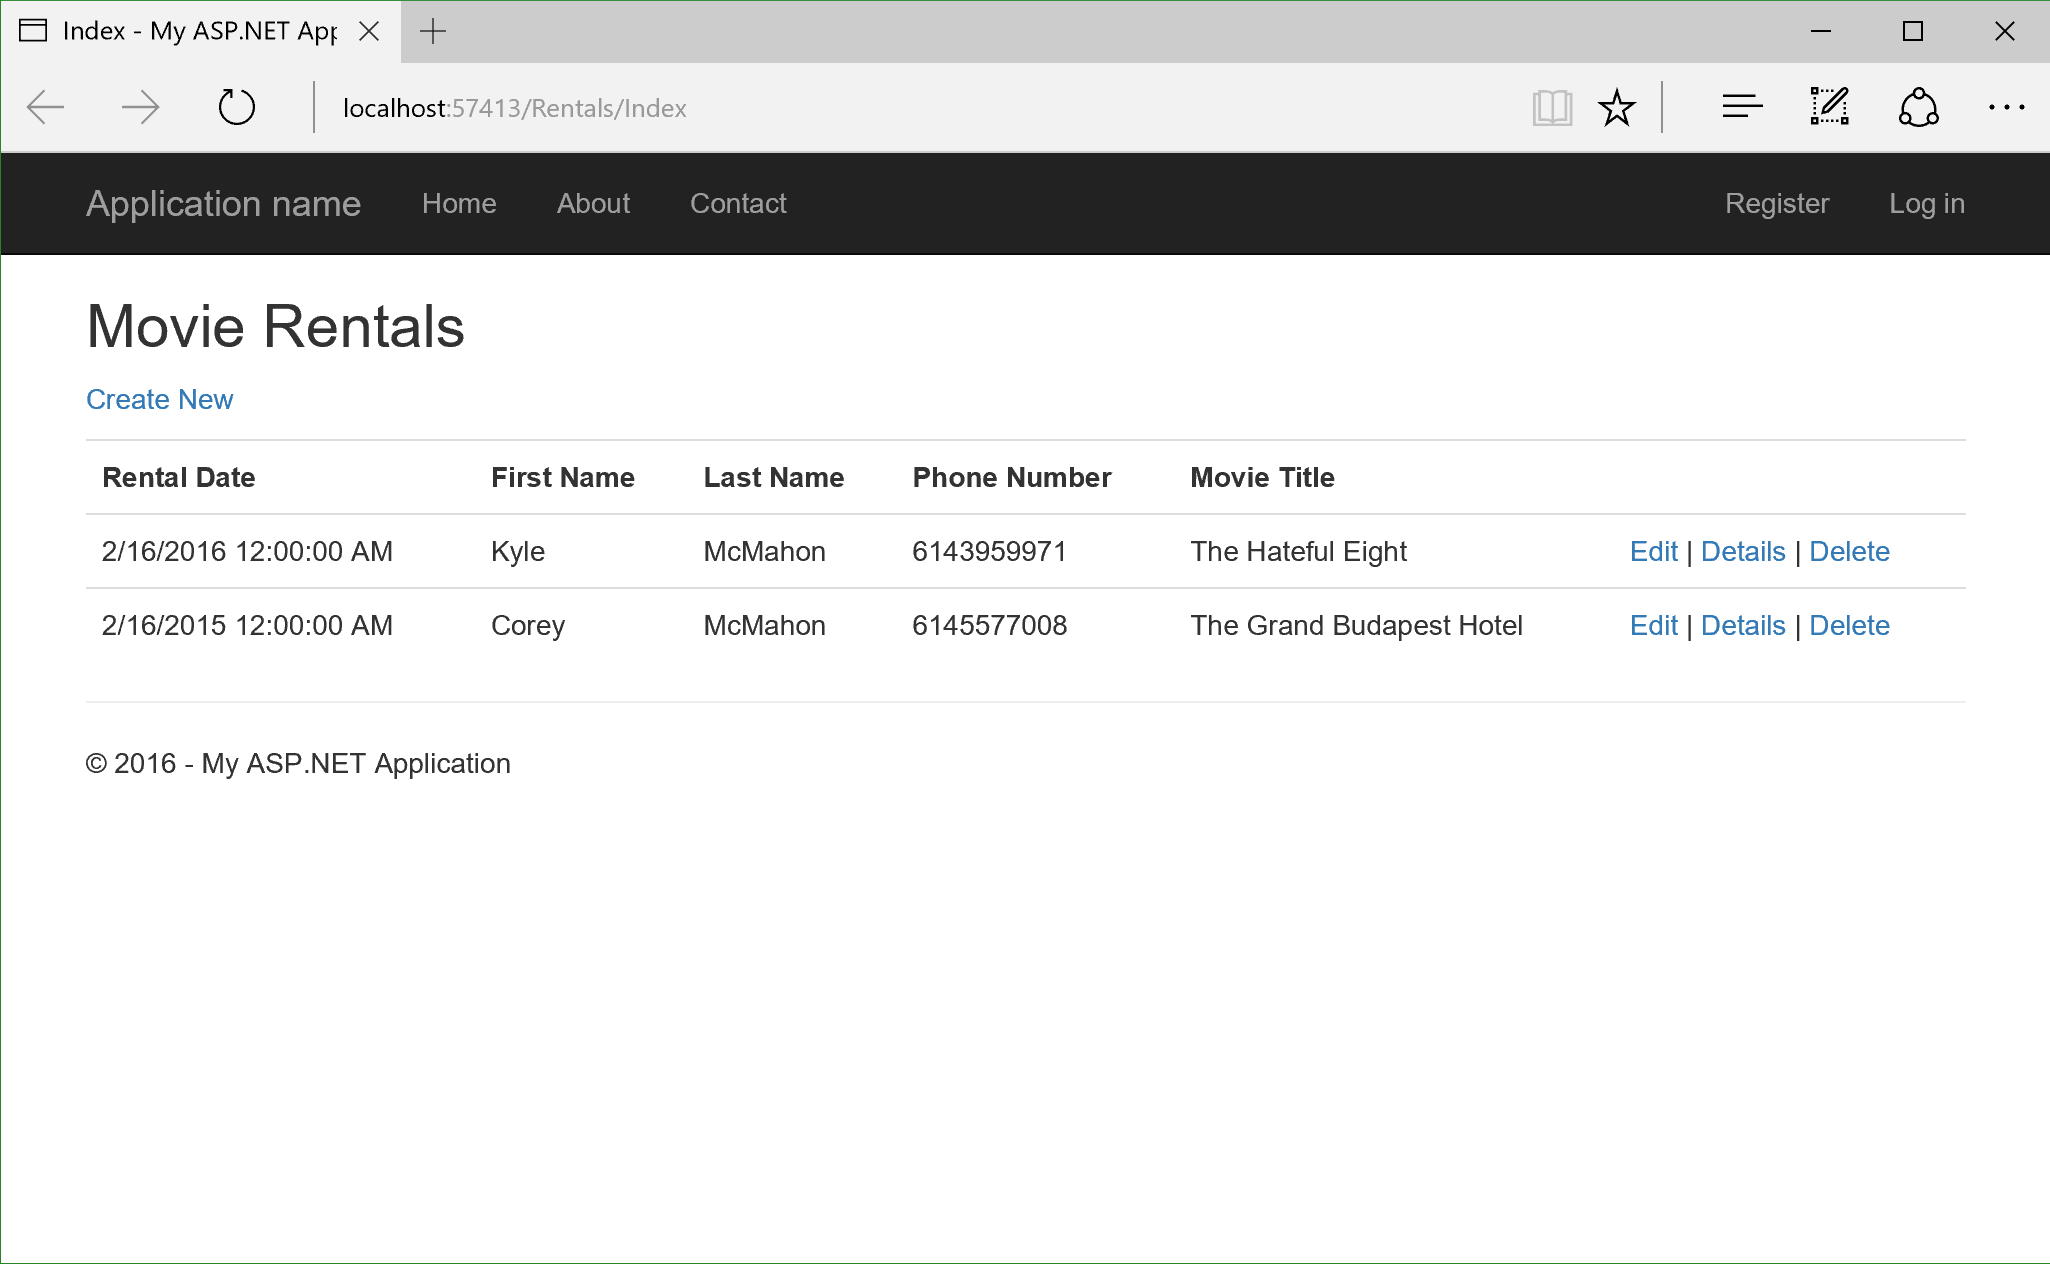 Index - My ASP.NET App
localhost:57413/Rentals/Index
Application name Home About Contact Register Log in
Movie Rentals
Create New
Rental Date First Name Last Name Phone Number Movie Title
2/16/2016 12:00:00 AM Kyle McMahon 6143959971 The Hateful Eight Edit | Details | Delete
2/16/2015 12:00:00 AM Corey McMahon 6145577008 The Grand Budapest Hotel Edit | Details | Delete
© 2016 - My ASP.NET Application